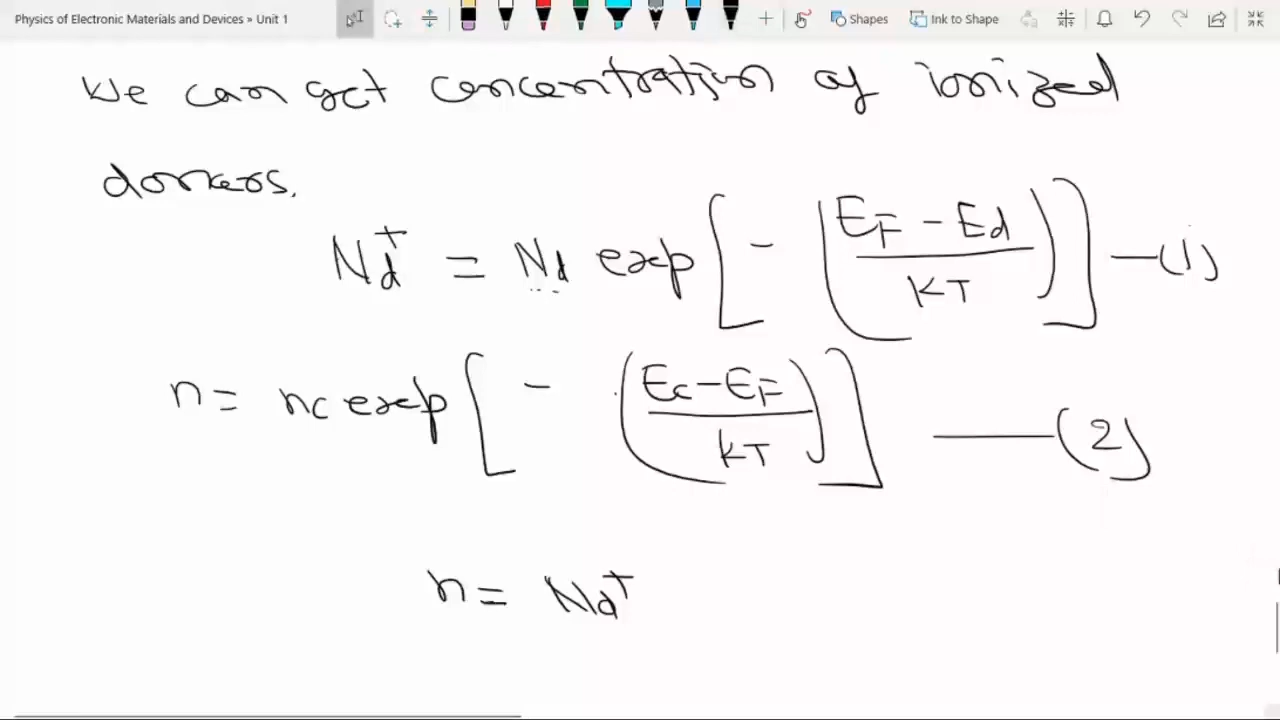 Physics of Electronic Materials and Devices » Unit 1
Shapes
Ink to Shape
We can get concentration of ionized
donors.
Nd⁺ = Nd exp[-(EF - Ed / KT)] —(1)
n = nc exp[-(Ec - EF / KT)] —(2)
n = Nd⁺